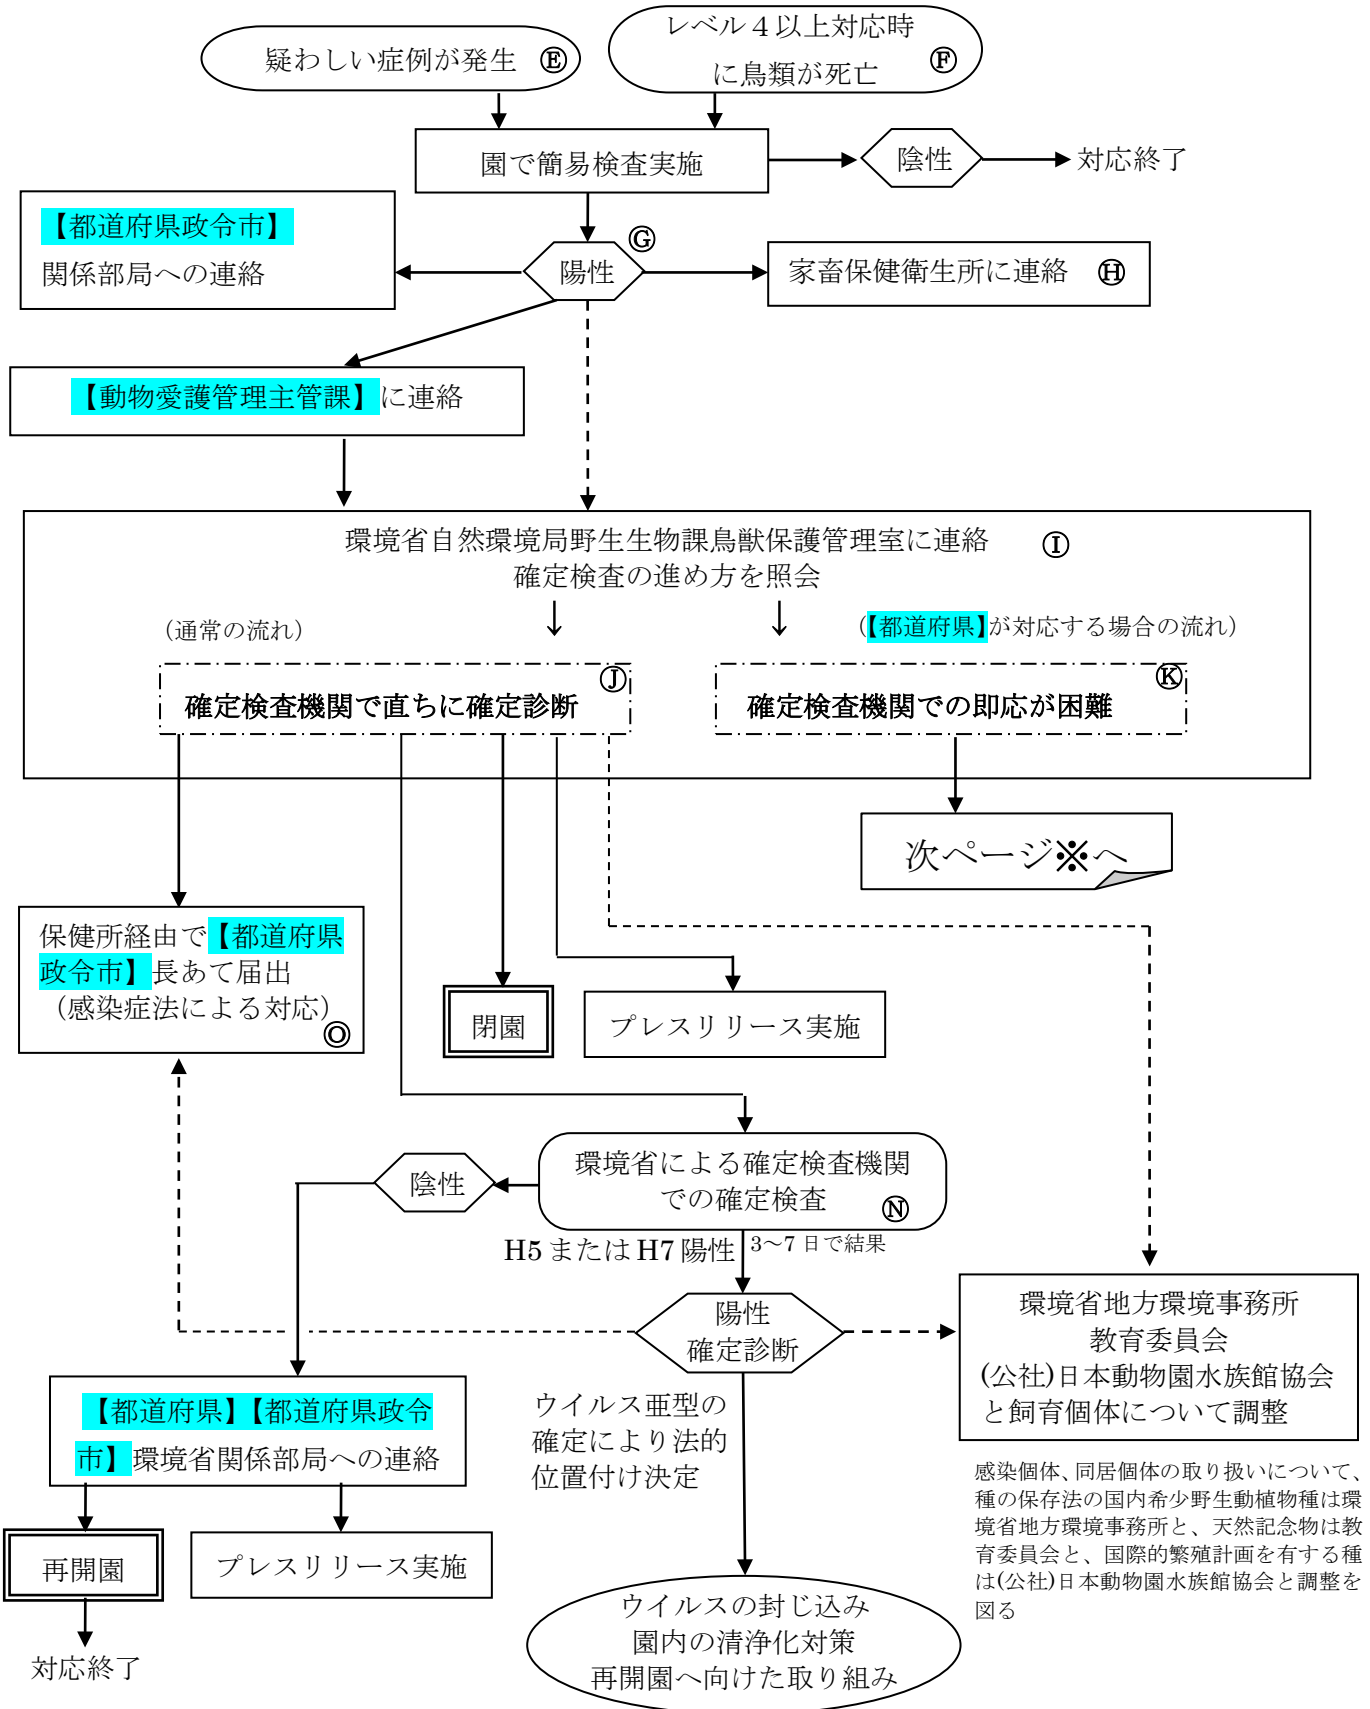 疑わしい症例が発生 Ⓔ
レベル４以上対応時
に鳥類が死亡 Ⓕ
園で簡易検査実施
陰性
対応終了
【都道府県政令市】
関係部局への連絡
陽性 Ⓖ
家畜保健衛生所に連絡 Ⓗ
【動物愛護管理主管課】に連絡
環境省自然環境局野生生物課鳥獣保護管理室に連絡 Ⓘ
確定検査の進め方を照会
（通常の流れ）
（【都道府県】が対応する場合の流れ）
確定検査機関で直ちに確定診断 Ⓙ
確定検査機関での即応が困難 Ⓚ
次ページ※へ
保健所経由で【都道府県
政令市】長あて届出
（感染症法による対応）
Ⓞ
閉園
プレスリリース実施
環境省による確定検査機関
での確定検査 Ⓝ
陰性
H5 または H7 陽性
3～7 日で結果
陽性
確定診断
環境省地方環境事務所
教育委員会
(公社)日本動物園水族館協会
と飼育個体について調整
【都道府県】【都道府県政令
市】環境省関係部局への連絡
ウイルス亜型の
確定により法的
位置付け決定
感染個体、同居個体の取り扱いについて、
種の保存法の国内希少野生動植物種は環
境省地方環境事務所と、天然記念物は教
育委員会と、国際的繁殖計画を有する種
は(公社)日本動物園水族館協会と調整を
図る
再開園
プレスリリース実施
対応終了
ウイルスの封じ込め
園内の清浄化対策
再開園へ向けた取り組み